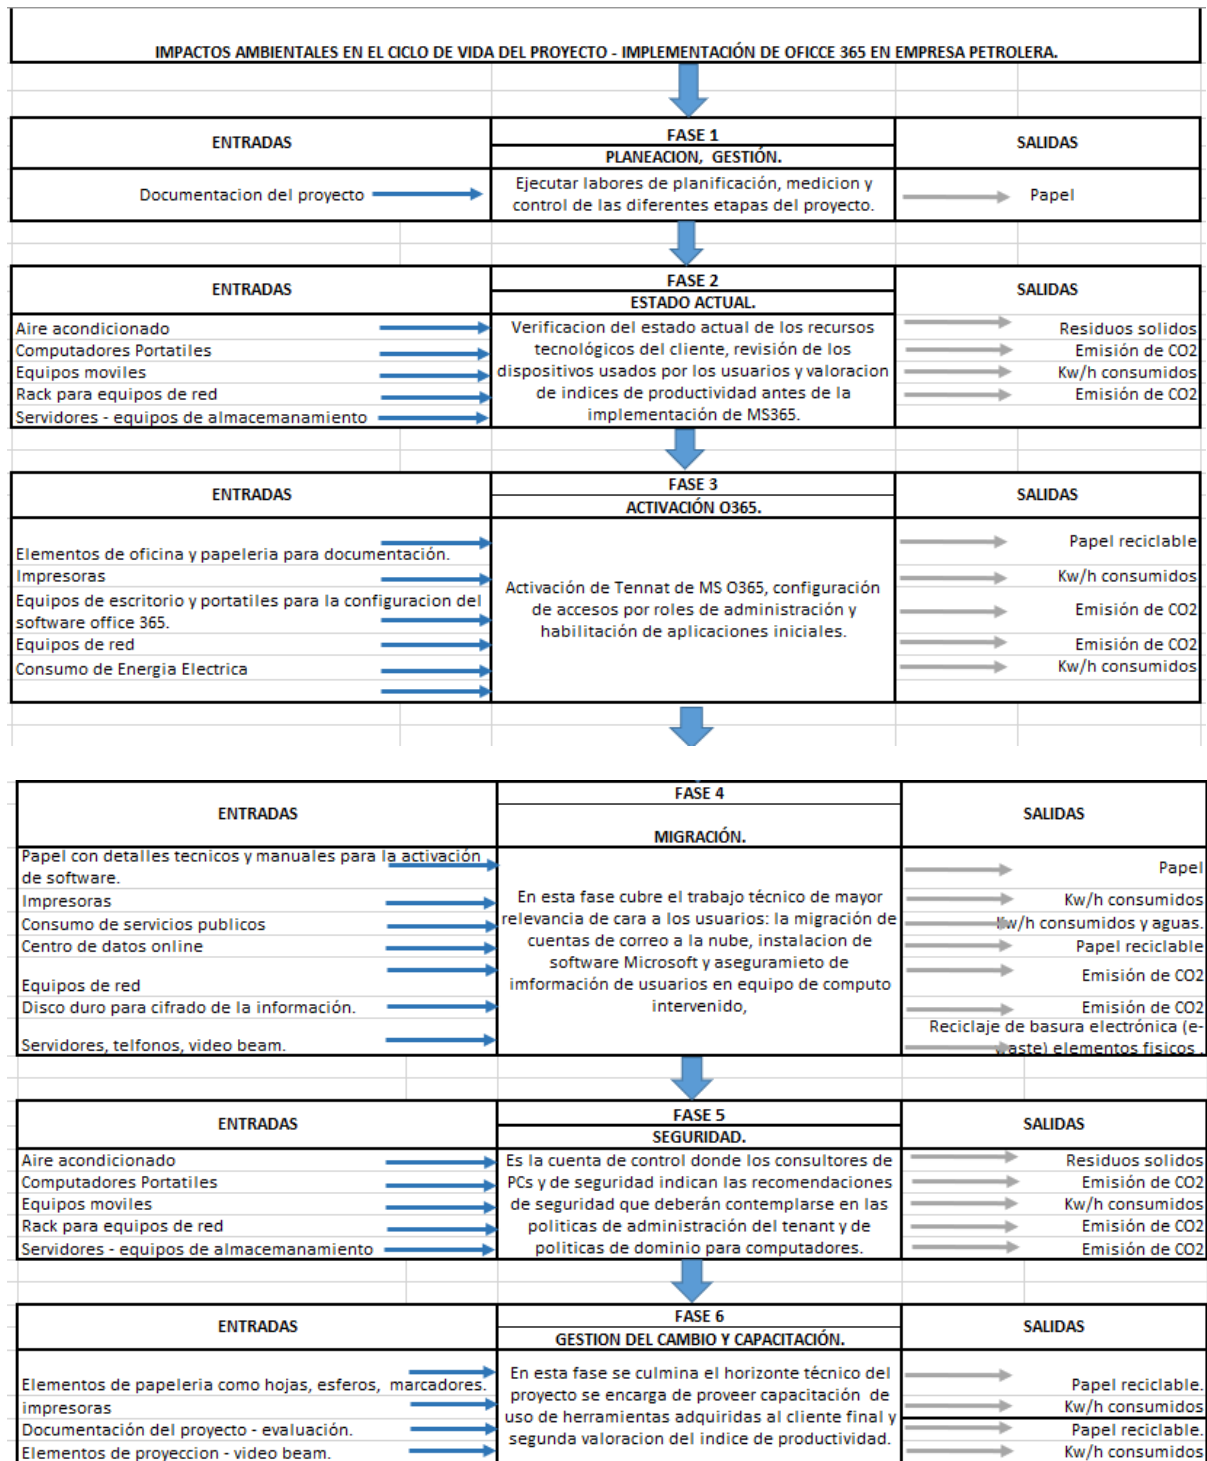 IMPACTOS AMBIENTALES EN EL CICLO DE VIDA DEL PROYECTO - IMPLEMENTACIÓN DE OFICCE 365 EN EMPRESA PETROLERA.
ENTRADAS
FASE 1
PLANEACION, GESTIÓN.
SALIDAS
Documentacion del proyecto
Ejecutar labores de planificación, medicion y
control de las diferentes etapas del proyecto.
Papel
ENTRADAS
FASE 2
ESTADO ACTUAL.
SALIDAS
Aire acondicionado
Computadores Portatiles
Equipos moviles
Rack para equipos de red
Servidores - equipos de almacemanamiento
Verificacion del estado actual de los recursos
tecnológicos del cliente, revisión de los
dispositivos usados por los usuarios y valoracion
de indices de productividad antes de la
implementación de MS365.
Residuos solidos
Emisión de CO2
Kw/h consumidos
Emisión de CO2
ENTRADAS
FASE 3
ACTIVACIÓN O365.
SALIDAS
Elementos de oficina y papeleria para documentación.
Impresoras
Equipos de escritorio y portatiles para la configuracion del
software office 365.
Equipos de red
Consumo de Energia Electrica
Activación de Tennat de MS O365, configuración
de accesos por roles de administración y
habilitación de aplicaciones iniciales.
Papel reciclable
Kw/h consumidos
Emisión de CO2
Emisión de CO2
Kw/h consumidos
ENTRADAS
FASE 4
MIGRACIÓN.
SALIDAS
Papel con detalles tecnicos y manuales para la activación
de software.
Impresoras
Consumo de servicios publicos
Centro de datos online
Equipos de red
Disco duro para cifrado de la información.
Servidores, telfonos, video beam.
En esta fase cubre el trabajo técnico de mayor
relevancia de cara a los usuarios: la migración de
cuentas de correo a la nube, instalacion de
software Microsoft y aseguramieto de
imformación de usuarios en equipo de computo
intervenido,
Papel
Kw/h consumidos
Kw/h consumidos y aguas.
Papel reciclable
Emisión de CO2
Emisión de CO2
Reciclaje de basura electrónica (e-
waste) elementos fisicos .
ENTRADAS
FASE 5
SEGURIDAD.
SALIDAS
Aire acondicionado
Computadores Portatiles
Equipos moviles
Rack para equipos de red
Servidores - equipos de almacemanamiento
Es la cuenta de control donde los consultores de
PCs y de seguridad indican las recomendaciones
de seguridad que deberán contemplarse en las
politicas de administración del tenant y de
politicas de dominio para computadores.
Residuos solidos
Emisión de CO2
Kw/h consumidos
Emisión de CO2
Emisión de CO2
ENTRADAS
FASE 6
GESTION DEL CAMBIO Y CAPACITACIÓN.
SALIDAS
Elementos de papeleria como hojas, esferos, marcadores.
impresoras
Documentación del proyecto - evaluación.
Elementos de proyeccion - video beam.
En esta fase se culmina el horizonte técnico del
proyecto se encarga de proveer capacitación de
uso de herramientas adquiridas al cliente final y
segunda valoracion del indice de productividad.
Papel reciclable.
Kw/h consumidos
Papel reciclable.
Kw/h consumidos